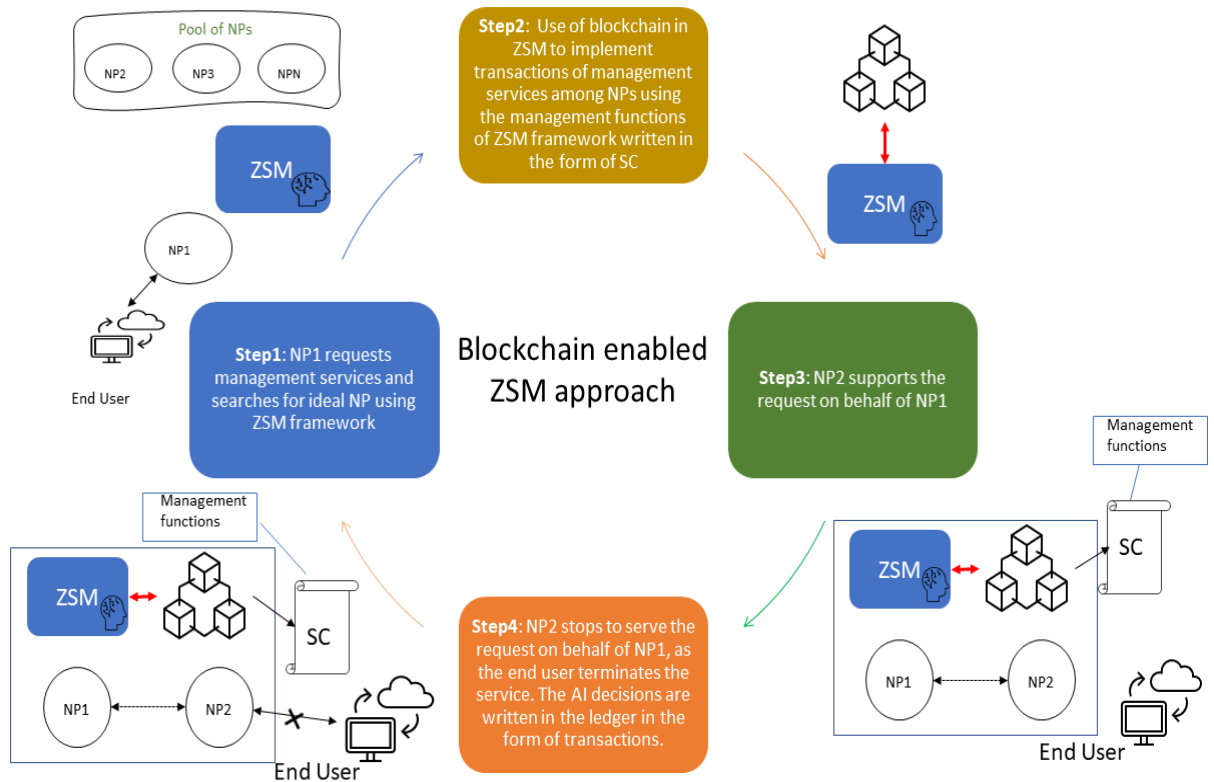 Pool of NPs
NP2
NP3
NPN
ZSM
NP1
End User
Step2: Use of blockchain in
ZSM to implement
transactions of management
services among NPs using
the management functions
of ZSM framework written in
the form of SC
ZSM
Step1: NP1 requests
management services and
searches for ideal NP using
ZSM framework
Blockchain enabled
ZSM approach
Step3: NP2 supports the
request on behalf of NP1
Management
functions
SC
ZSM
NP1
NP2
End User
Step4: NP2 stops to serve the
request on behalf of NP1, as
the end user terminates the
service. The AI decisions are
written in the ledger in the
form of transactions.
Management
functions
ZSM
SC
NP1
NP2
End User